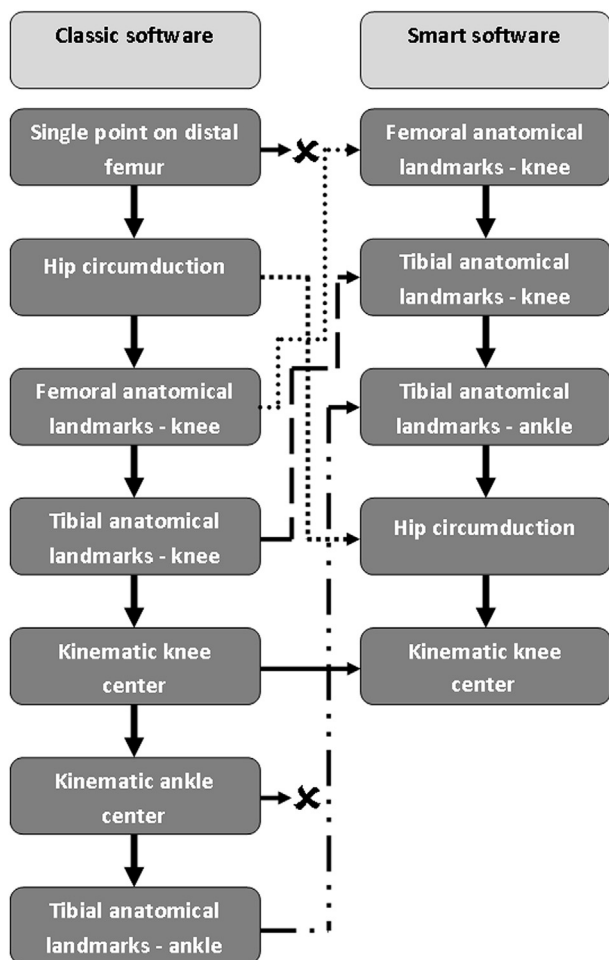 Classic software
Single point on distal
femur
Hip circumduction
Femoral anatomical
landmarks - knee
Tibial anatomical
landmarks - knee
Kinematic knee
center
Kinematic ankle
center
Tibial anatomical
landmarks - ankle
Smart software
Femoral anatomical
landmarks - knee
Tibial anatomical
landmarks - knee
Tibial anatomical
landmarks - ankle
Hip circumduction
Kinematic knee
center